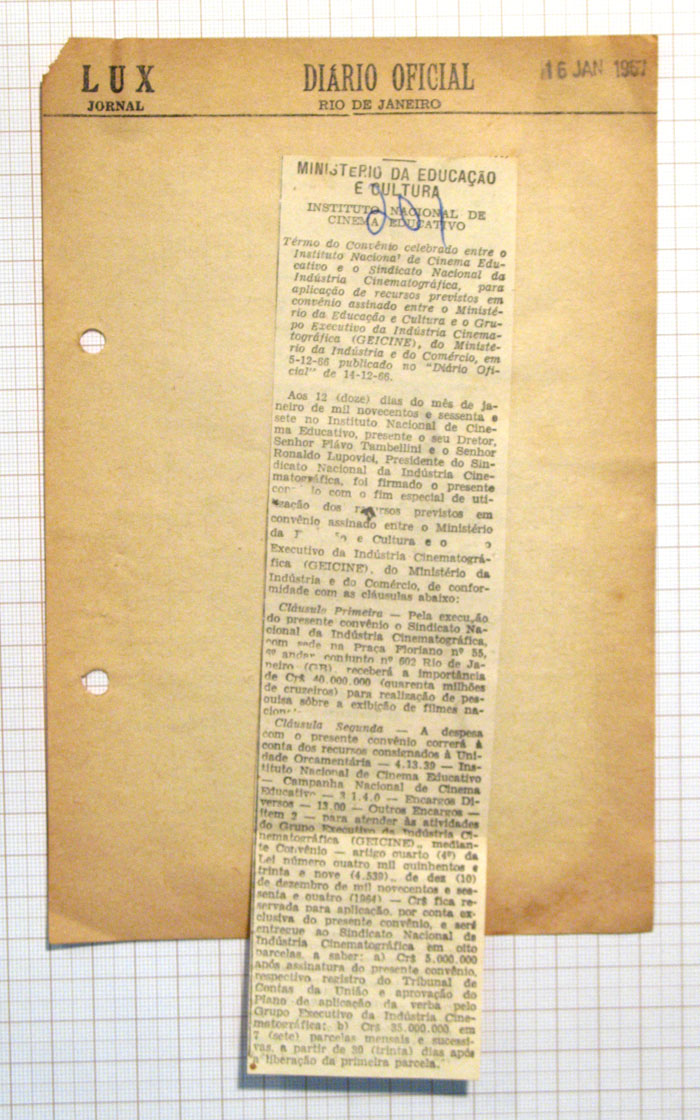 LUX
JORNAL
DIÁRIO OFICIAL
RIO DE JANEIRO
16 JAN 1967
MINISTÉRIO DA EDUCAÇÃO
E CULTURA
201
INSTITUTO NACIONAL DE
CINEMA EDUCATIVO
Têrmo do Convênio celebrado entre o
Instituto Nacional de Cinema Edu-
cativo e o Sindicato Nacional da
Indústria Cinematográfica, para
aplicação de recursos previstos em
convênio assinado entre o Ministé-
rio da Educação e Cultura e o Gru-
po Executivo da Indústria Cinema-
tográfica (GEICINE), do Ministé-
rio da Indústria e do Comércio, em
5-12-66 publicado no "Diário Ofi-
cial" de 14-12-66.
Aos 12 (doze) dias do mês de ja-
neiro de mil novecentos e sessenta e
sete no Instituto Nacional de Cine-
ma Educativo, presente o seu Dretor,
Senhor Flávo Tambellini e o Senhor
Ronaldo Lupovici, Presidente do Sin-
dicato Nacional da Indústria Cine-
matográfica, foi firmado o presente
com o fim especial de uti-
zação dos recursos previstos em
convênio assinado entre o Ministério
da e Cultura e o
Executivo da Indústria Cinematográ-
fica (GEICINE), do Ministério da
Indústria e do Comércio, de confor-
midade com as cláusulas abaixo:
Cláusula Primeira — Pela execução
do presente convênio o Sindicato Na-
cional da Indústria Cinematográfica,
com sede na Praça Floriano nº 55,
andar, conjunto nº 602 Rio de Ja-
neiro (GB), receberá a importância
de Cr$ 40.000.000 (quarenta milhões
de cruzeiros) para realização de pes-
quisa sôbre a exibição de filmes na-
cionais.
Cláusula Segunda — A despesa
com o presente convênio correrá à
conta dos recursos consignados à Uni-
dade Orcamentária — 4.13.39 — Ins-
tituto Nacional de Cinema Educativo
— Campanha Nacional de Cinema
Educativo — 3.1.4.0 — Encargos Di-
versos — 13.00 — Outros Encargos —
item 2 — para atender às atividades
do Grupo Executivo da Indústria Ci-
nematográfica (GEICINE)., median-
te Convênio — artigo quarto (4º) da
Lei número quatro mil quinhentos e
trinta e nove (4.539)., de dez (10)
de dezembro de mil novecentos e ses-
senta e quatro (1964) — Cr$ fica re-
servada para aplicação, por conta ex-
clusiva do presente convênio, e será
entregue ao Sindicato Nacional da
Indústria Cinematográfica em oito
parcelas, a saber: a) Cr$ 5.000.000
após assinatura do presente convênio,
respectivo registro do Tribunal de
Contas da União e aprovação do
Plano de aplicação da verba pelo
Grupo Executivo da Indústria Cine-
matográfica; b) Cr$ 35.000.000 em
7 (sete) parcelas mensais e sucessi-
vas, a partir de 30 (trinta) dias após
a liberação da primeira parcela."